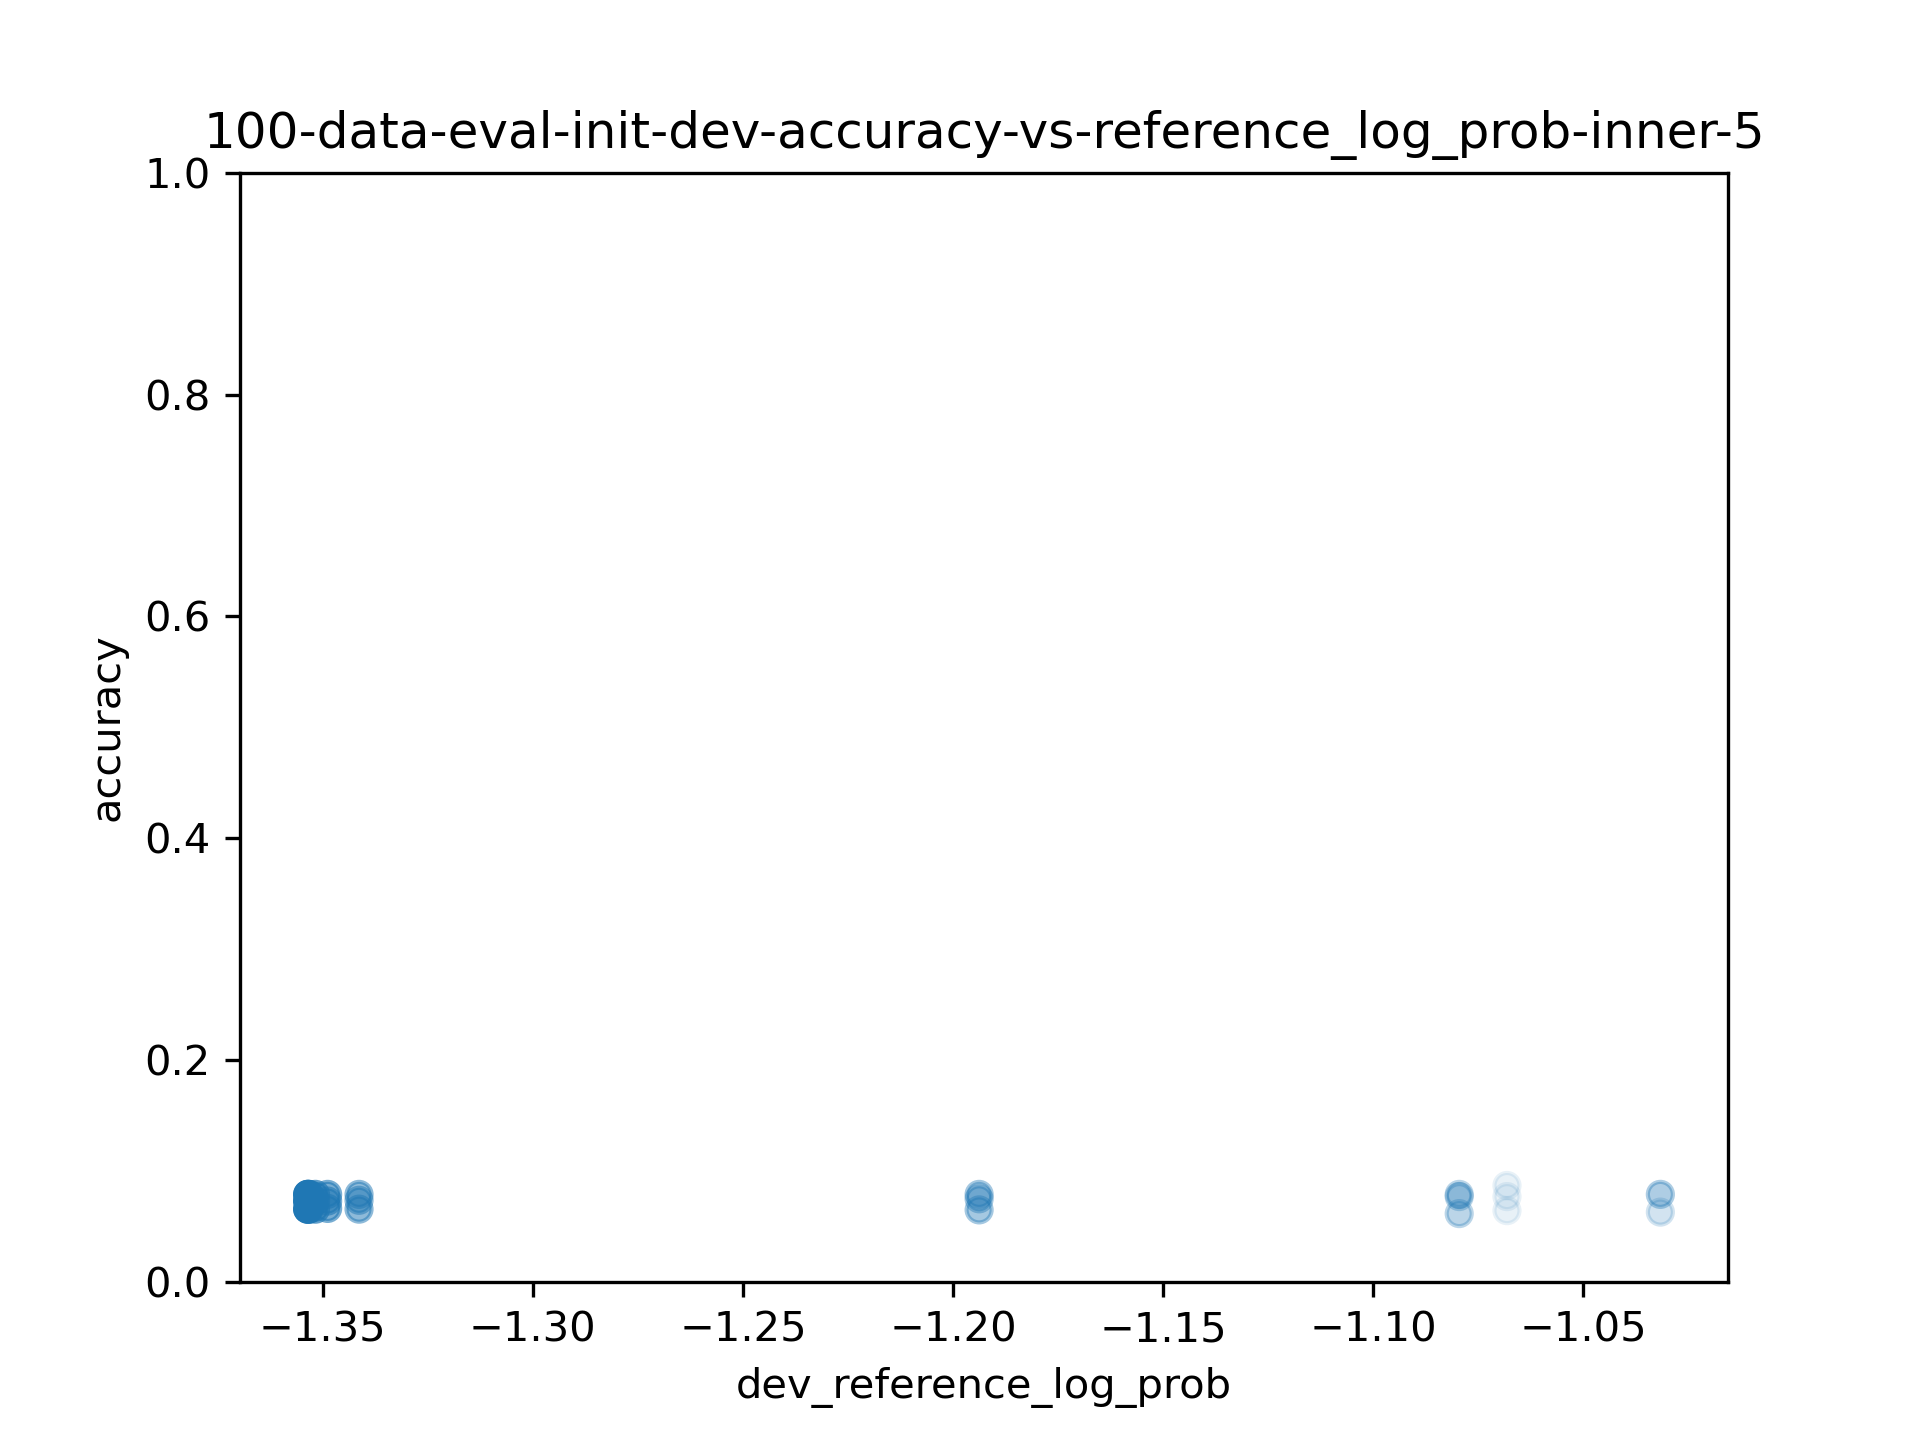 100-data-eval-init-dev-accuracy-vs-reference_log_prob-inner-5
1.0
0.8
0.6
0.4
0.2
0.0
accuracy
−1.35 −1.30 −1.25 −1.20 −1.15 −1.10 −1.05
dev_reference_log_prob